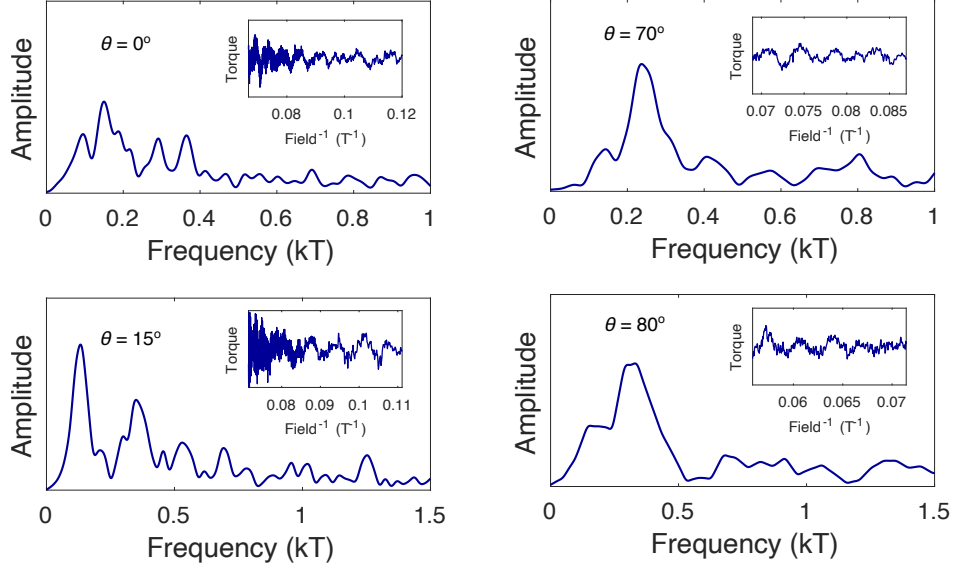 θ = 0º
Torque
0.08 0.1 0.12
Field⁻¹ (T⁻¹)
Amplitude
0 0.2 0.4 0.6 0.8 1
Frequency (kT)
θ = 70º
Torque
0.07 0.075 0.08 0.085
Field⁻¹ (T⁻¹)
Amplitude
0 0.2 0.4 0.6 0.8 1
Frequency (kT)
θ = 15º
Torque
0.08 0.09 0.1 0.11
Field⁻¹ (T⁻¹)
Amplitude
0 0.5 1 1.5
Frequency (kT)
θ = 80º
Torque
0.06 0.065 0.07
Field⁻¹ (T⁻¹)
Amplitude
0 0.5 1 1.5
Frequency (kT)